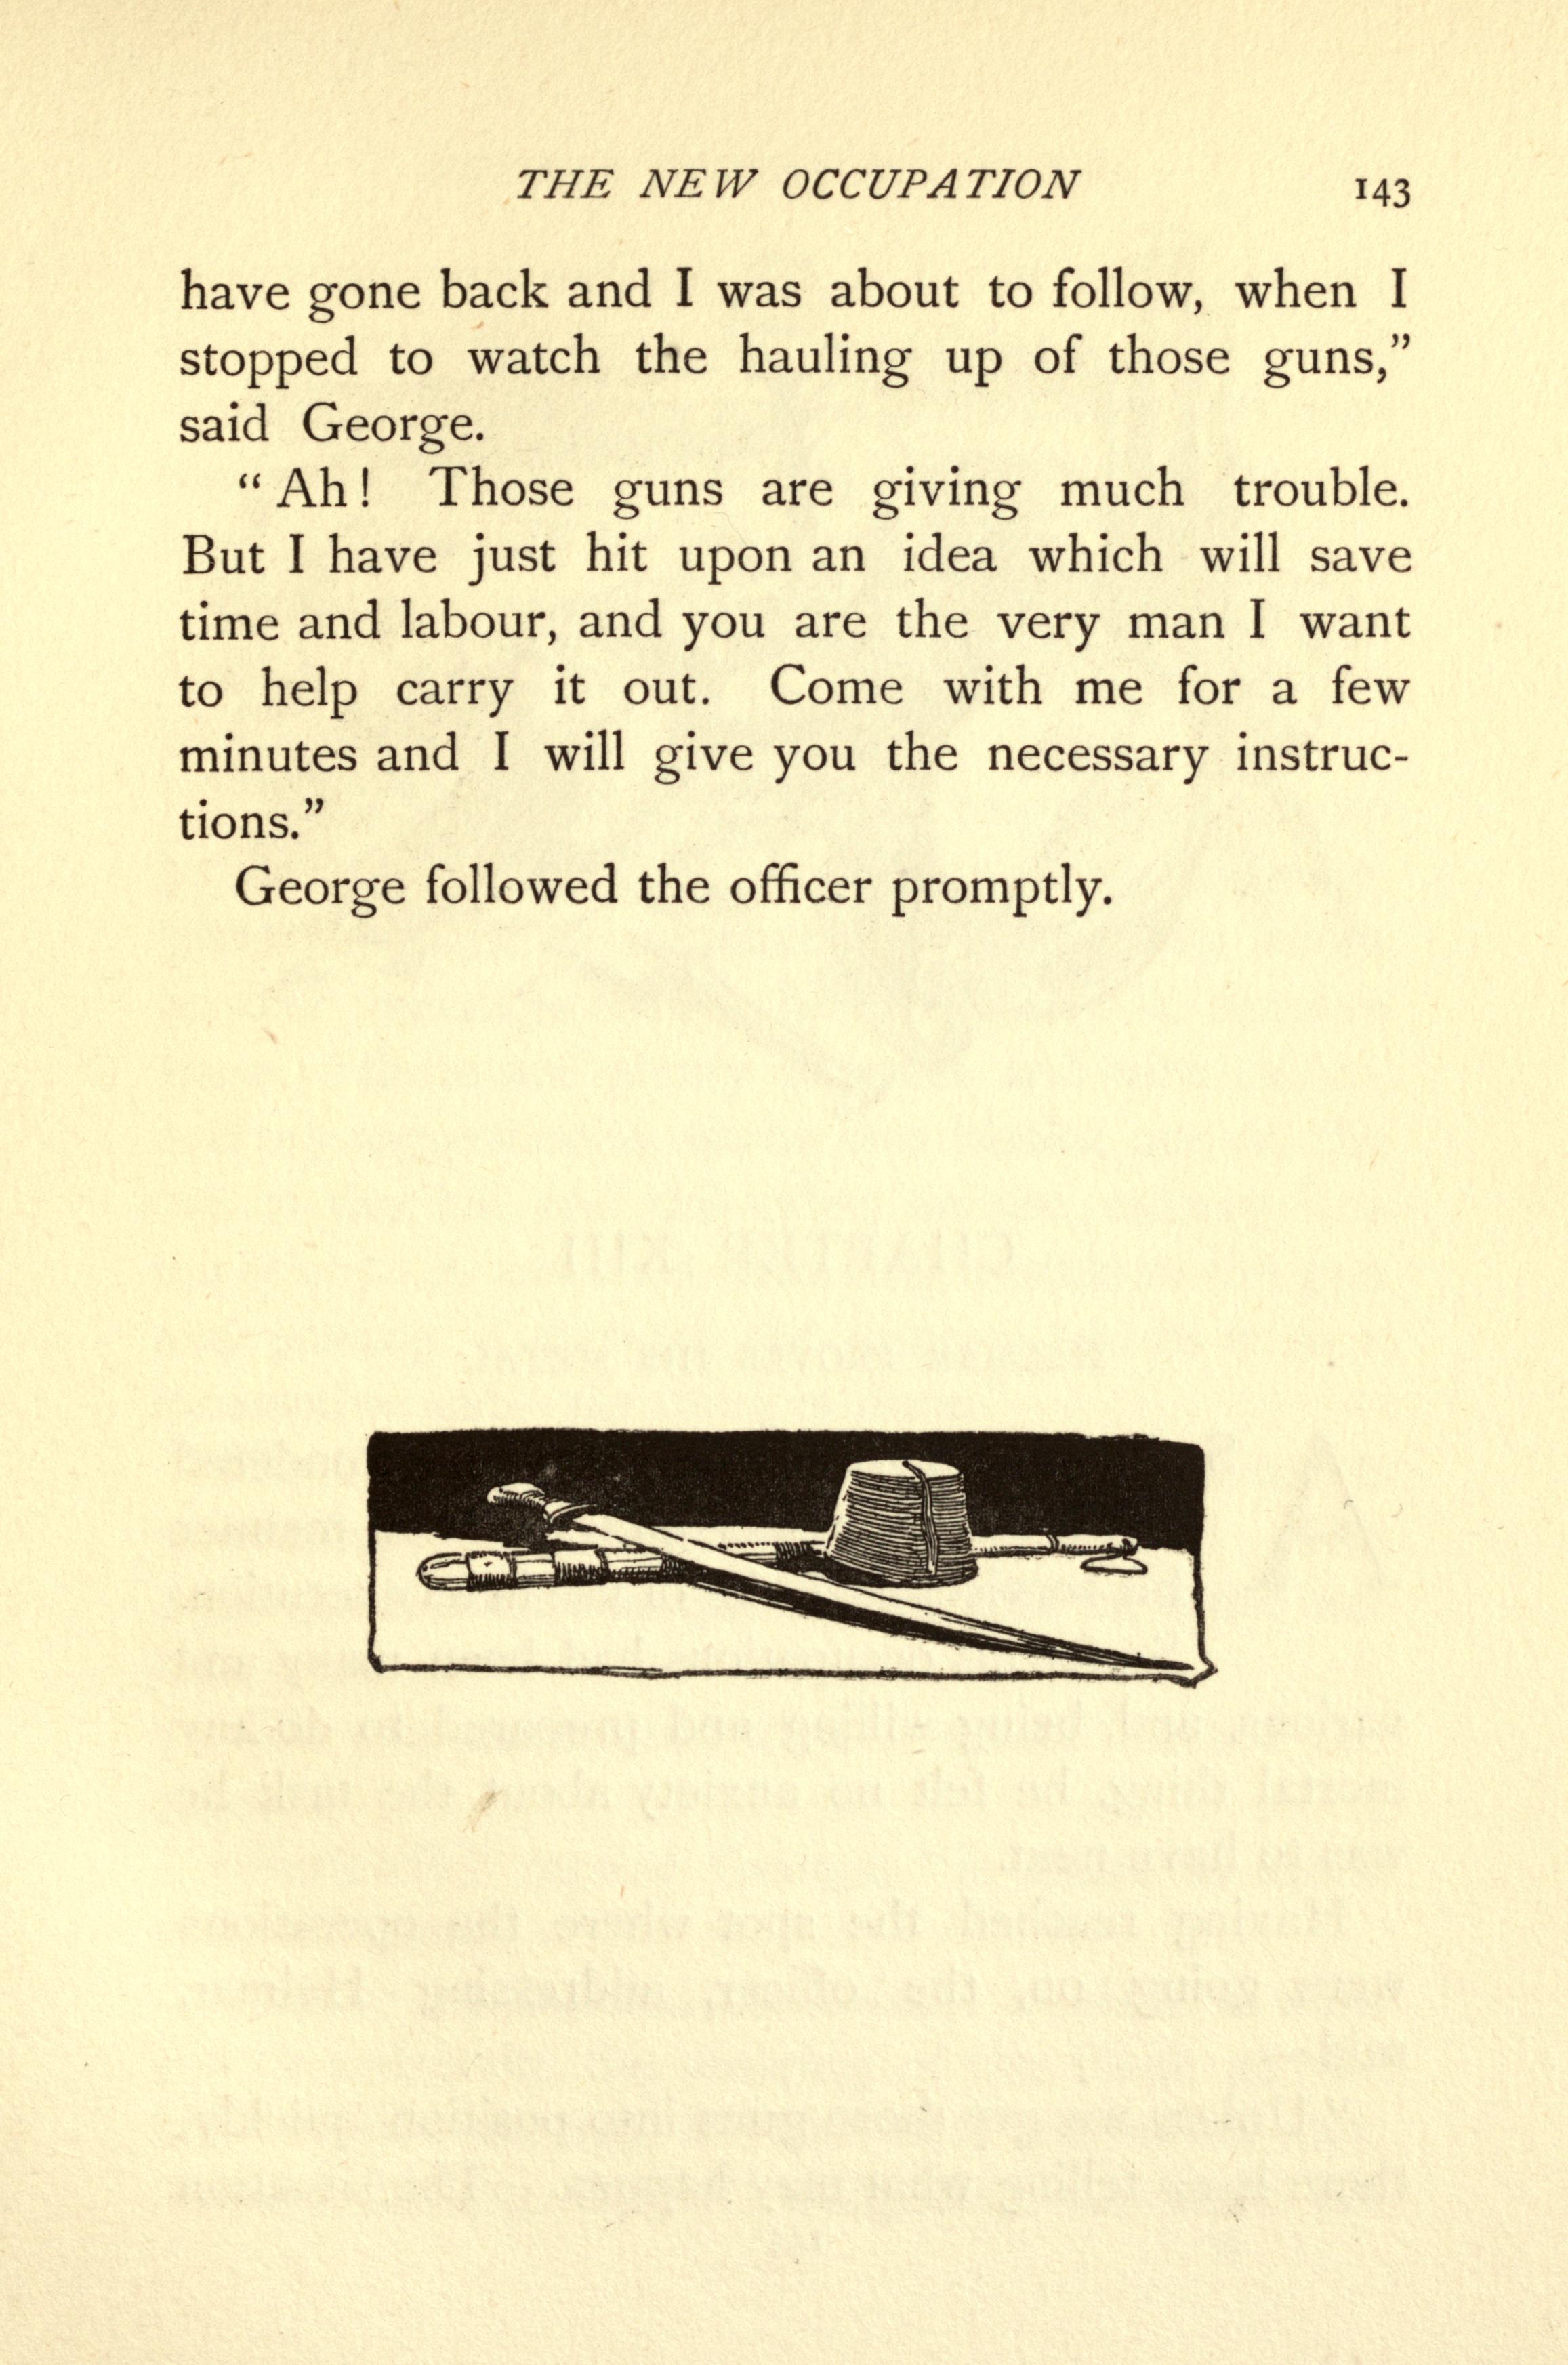 THE NEW OCCUPATION 143
have gone back and I was about to follow, when I
stopped to watch the hauling up of those guns,”
said George.
“Ah! Those guns are giving much trouble.
But I have just hit upon an idea which will save
time and labour, and you are the very man I want
to help carry it out. Come with me for a few
minutes and I will give you the necessary instruc-
tions.”
George followed the officer promptly.